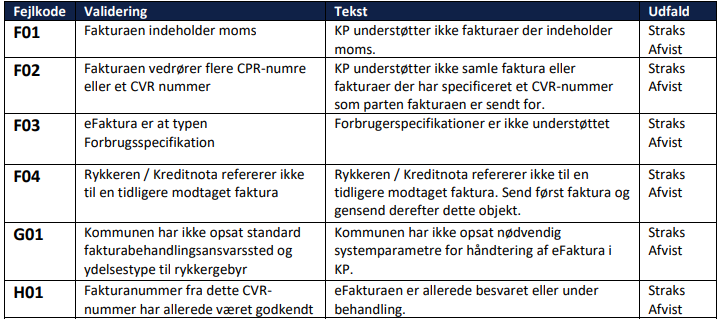 Fejlkode Validering Tekst Udfald
F01 Fakturaen indeholder moms KP understøtter ikke fakturaer der indeholder Straks
moms. Afvist
F02 Fakturaen vedrører flere CPR-numre KP understøtter ikke samle faktura eller Straks
eller et CVR nummer fakturaer der har specificeret et CVR-nummer Afvist
som parten fakturaen er sendt for.
F03 eFaktura er at typen Forbrugerspecifikationer er ikke understøttet Straks
Forbrugsspecifikation Afvist
F04 Rykkeren / Kreditnota refererer ikke Rykkeren / Kreditnota refererer ikke til en Straks
til en tidligere modtaget faktura tidligere modtaget faktura. Send først faktura og Afvist
gensend derefter dette objekt.
G01 Kommunen har ikke opsat standard Kommunen har ikke opsat nødvendig Straks
fakturabehandlingsansvarssted og systemparametre for håndtering af eFaktura i Afvist
ydelsestype til rykkergebyr KP.
H01 Fakturanummer fra dette CVR- eFakturaen er allerede besvaret eller under Straks
nummer har allerede været godkendt behandling. Afvist